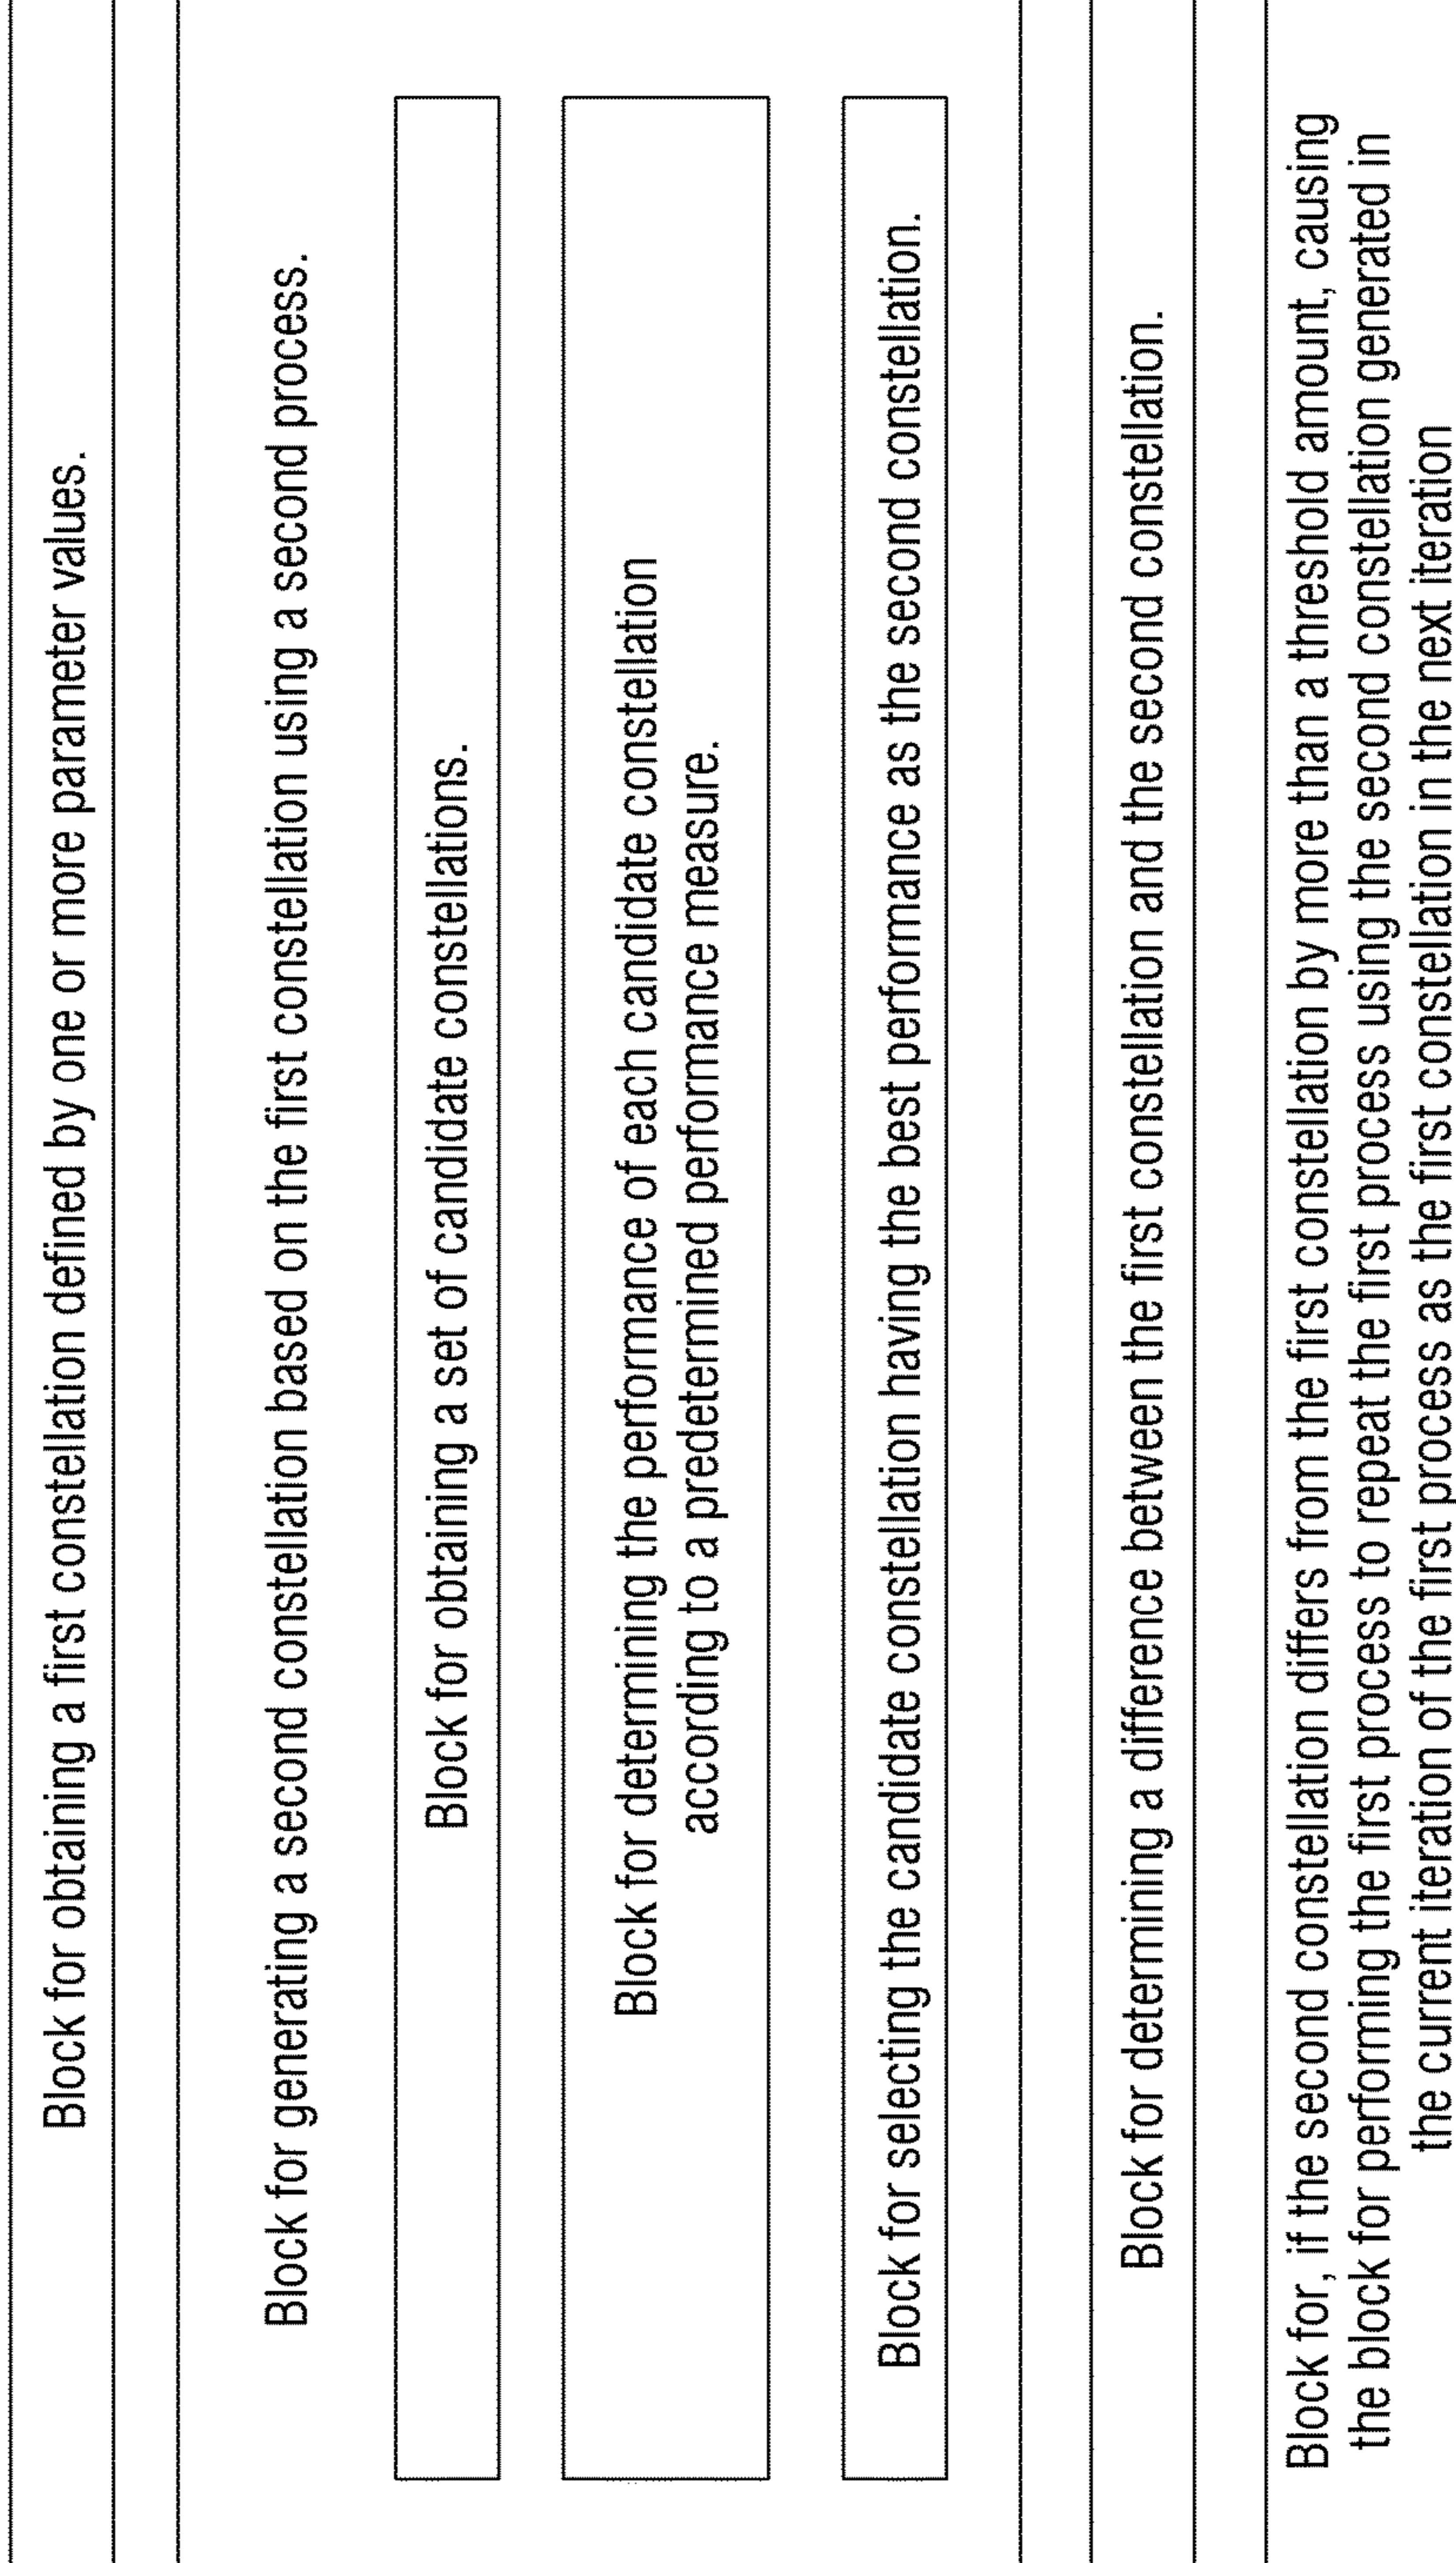 Block for obtaining a first constellation defined by one or more parameter values.
Block for generating a second constellation based on the first constellation using a second process.
Block for obtaining a set of candidate constellations.
Block for determining the performance of each candidate constellation
according to a predetermined performance measure.
Block for selecting the candidate constellation having the best performance as the second constellation.
Block for determining a difference between the first constellation and the second constellation.
Block for, if the second constellation differs from the first constellation by more than a threshold amount, causing
the block for performing the first process to repeat the first process using the second constellation generated in
the current iteration of the first process as the first constellation in the next iteration